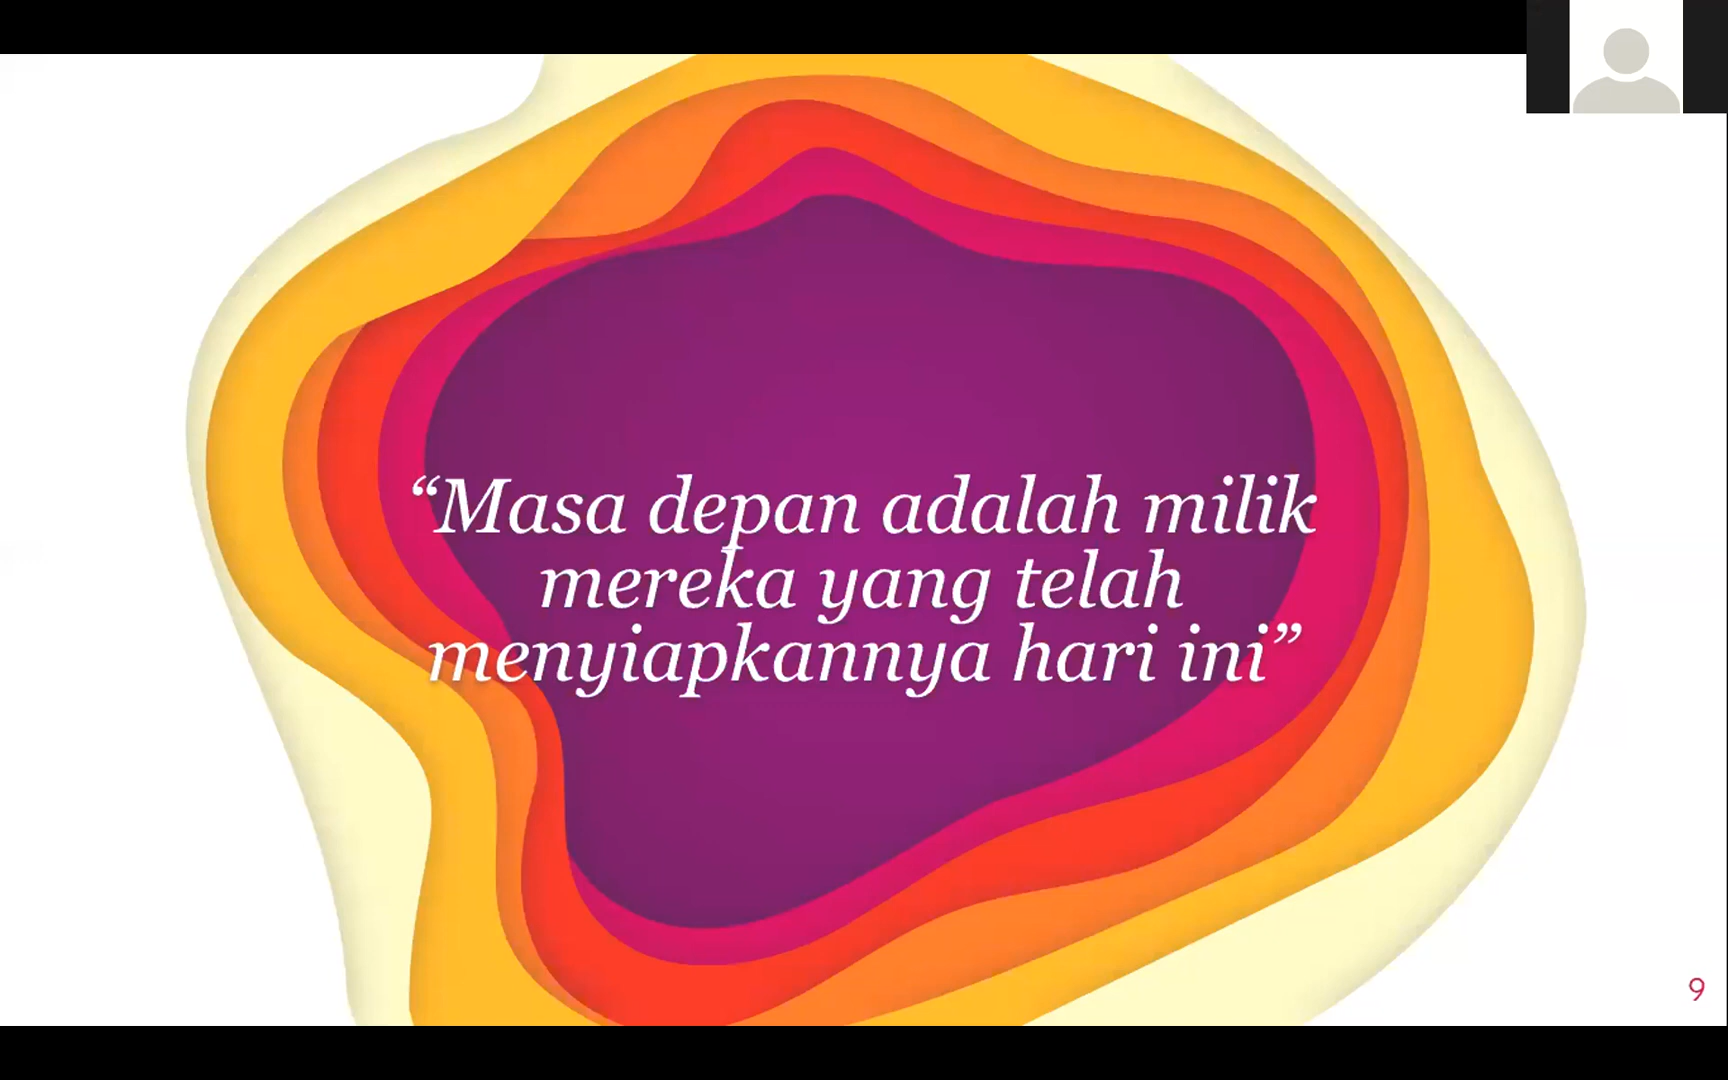 “Masa depan adalah milik
mereka yang telah
menyiapkannya hari ini”
9